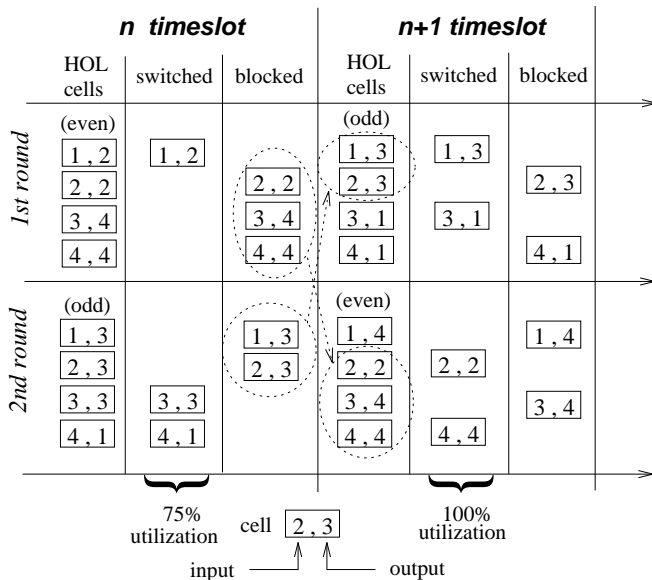 n timeslot
n+1 timeslot
HOL cells
switched
blocked
HOL cells
switched
blocked
1st round
(even)
1 , 2
2 , 2
3 , 4
4 , 4
1 , 2
2 , 2
3 , 4
4 , 4
(odd)
1 , 3
2 , 3
3 , 1
4 , 1
1 , 3
3 , 1
2 , 3
4 , 1
2nd round
(odd)
1 , 3
2 , 3
3 , 3
4 , 1
3 , 3
4 , 1
1 , 3
2 , 3
(even)
1 , 4
2 , 2
3 , 4
4 , 4
2 , 2
4 , 4
1 , 4
3 , 4
75%
utilization
cell 2 , 3
input
output
100%
utilization